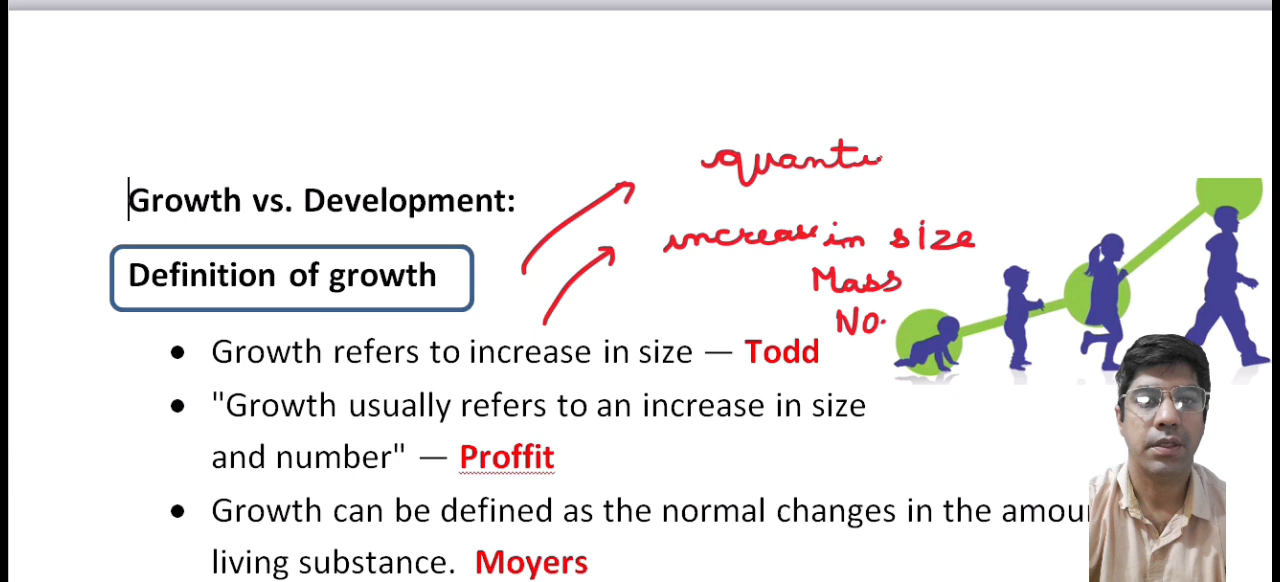 quanti
Growth vs. Development:
increase in size
Definition of growth
Mass
No.
• Growth refers to increase in size — Todd
• "Growth usually refers to an increase in size
and number" — Proffit
• Growth can be defined as the normal changes in the amou
living substance. Moyers